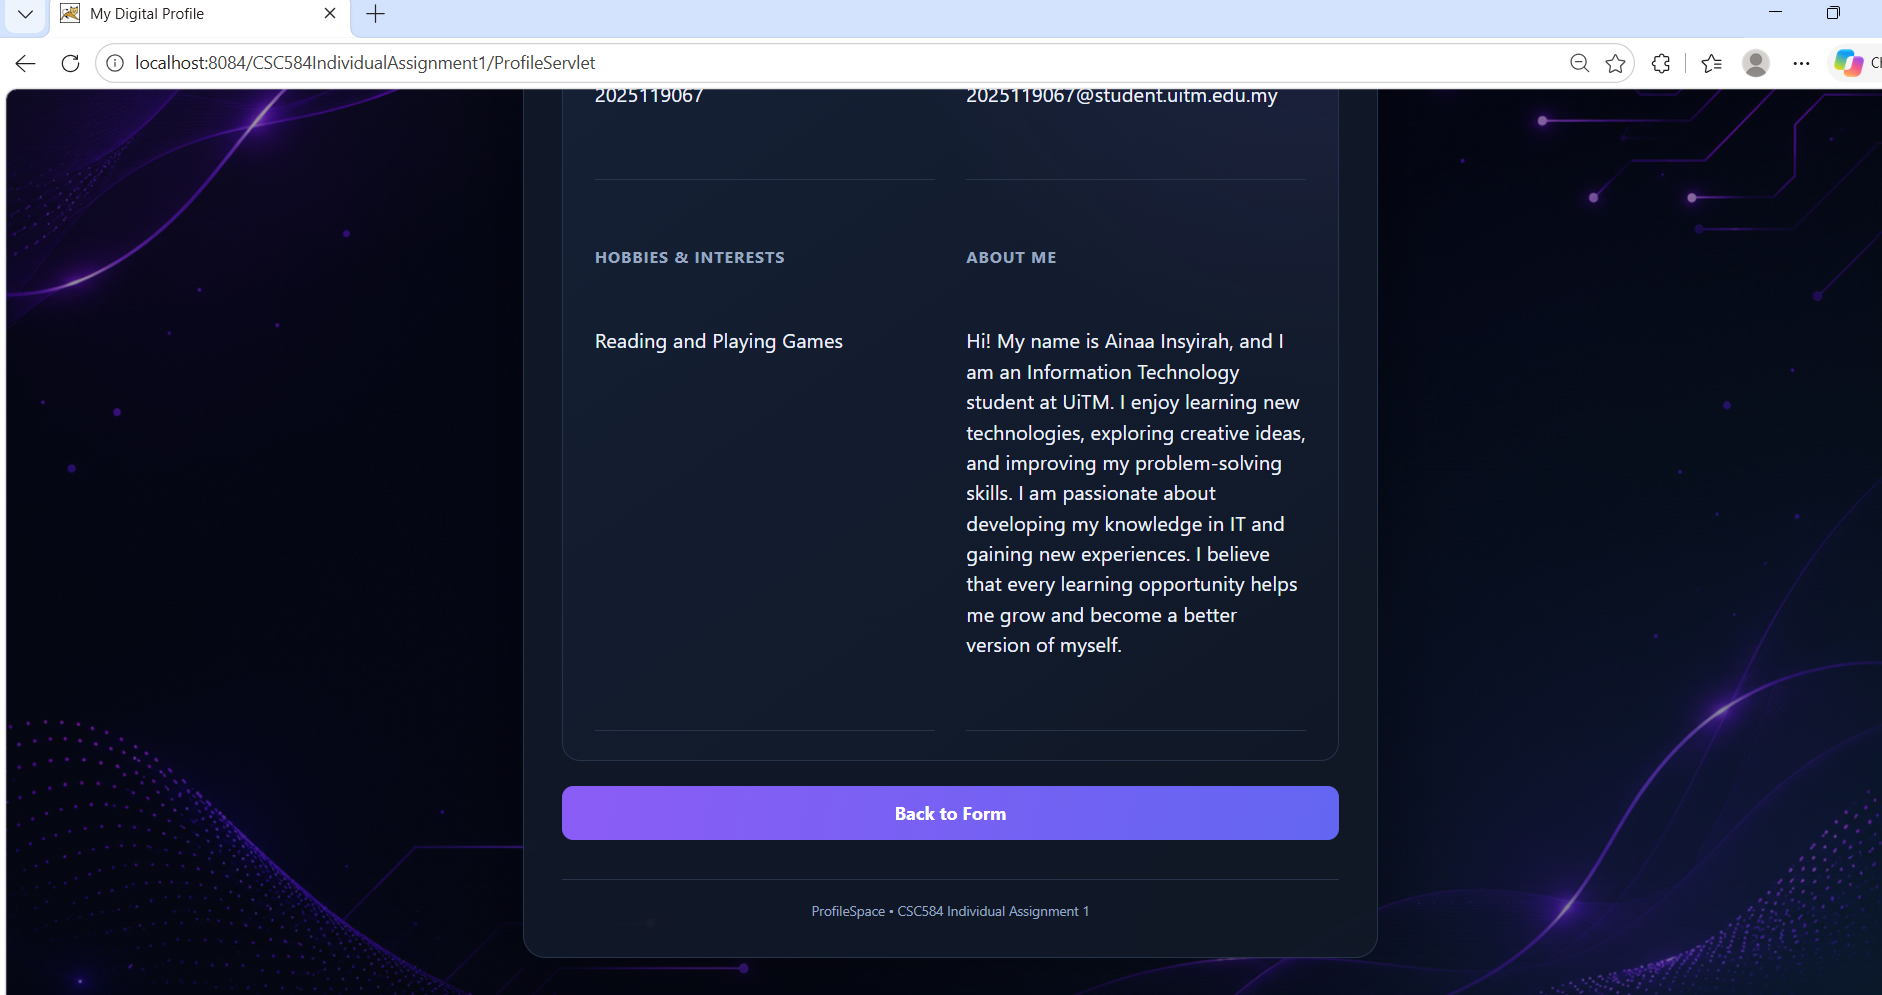 My Digital Profile
localhost:8084/CSC584IndividualAssignment1/ProfileServlet
2025119067
2025119067@student.uitm.edu.my
HOBBIES & INTERESTS
Reading and Playing Games
ABOUT ME
Hi! My name is Ainaa Insyirah, and I
am an Information Technology
student at UiTM. I enjoy learning new
technologies, exploring creative ideas,
and improving my problem-solving
skills. I am passionate about
developing my knowledge in IT and
gaining new experiences. I believe
that every learning opportunity helps
me grow and become a better
version of myself.
Back to Form
ProfileSpace • CSC584 Individual Assignment 1